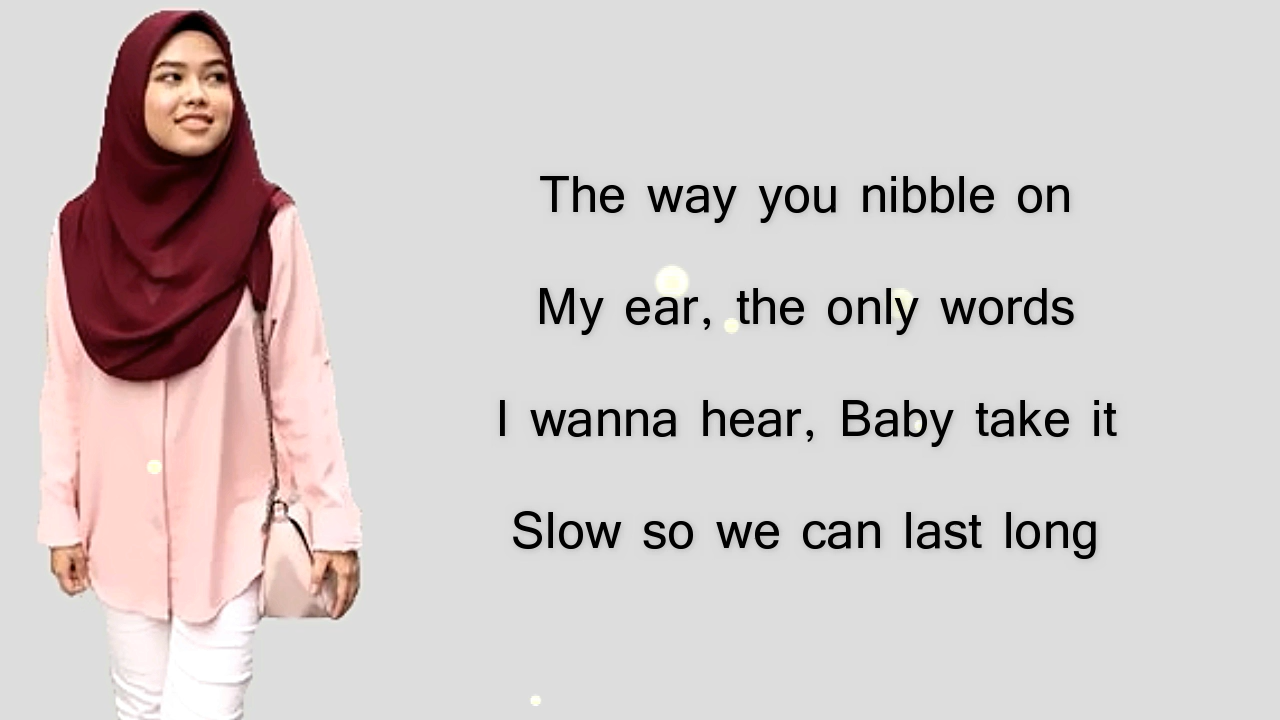 The way you nibble on
My ear, the only words
I wanna hear, Baby take it
Slow so we can last long